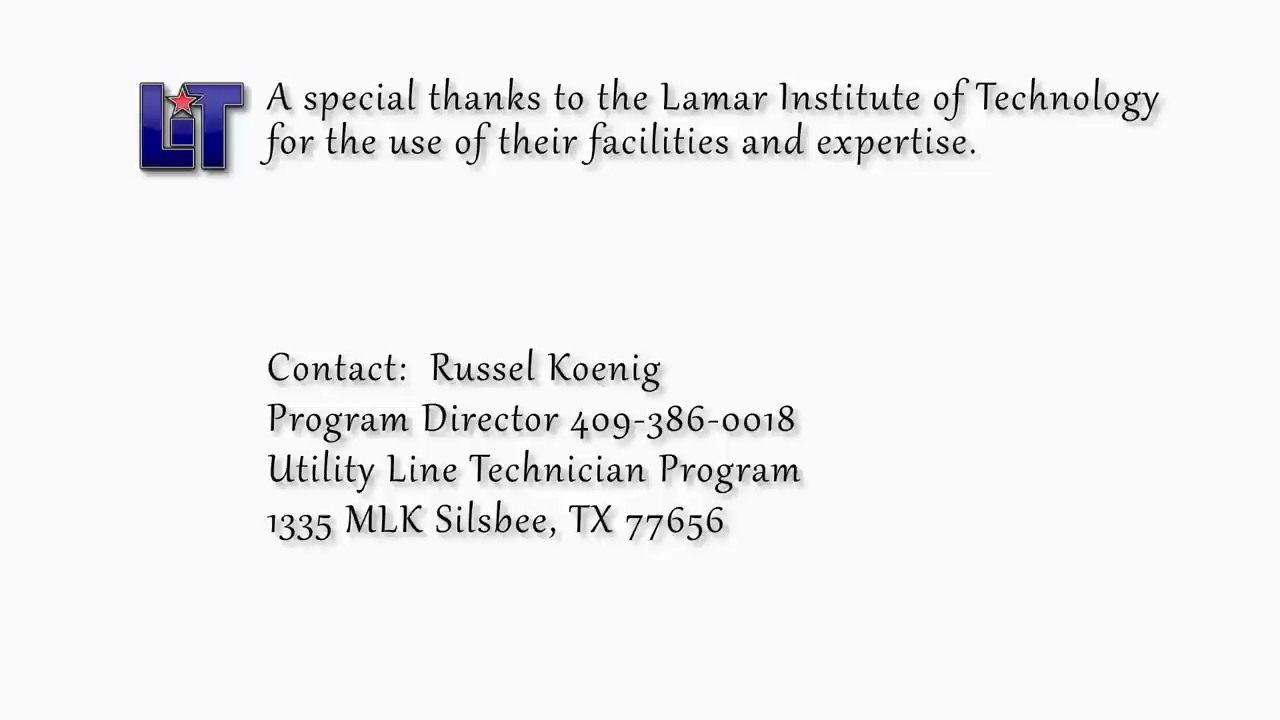 LIT
A special thanks to the Lamar Institute of Technology
for the use of their facilities and expertise.
Contact: Russel Koenig
Program Director 409-386-0018
Utility Line Technician Program
1335 MLK Silsbee, TX 77656